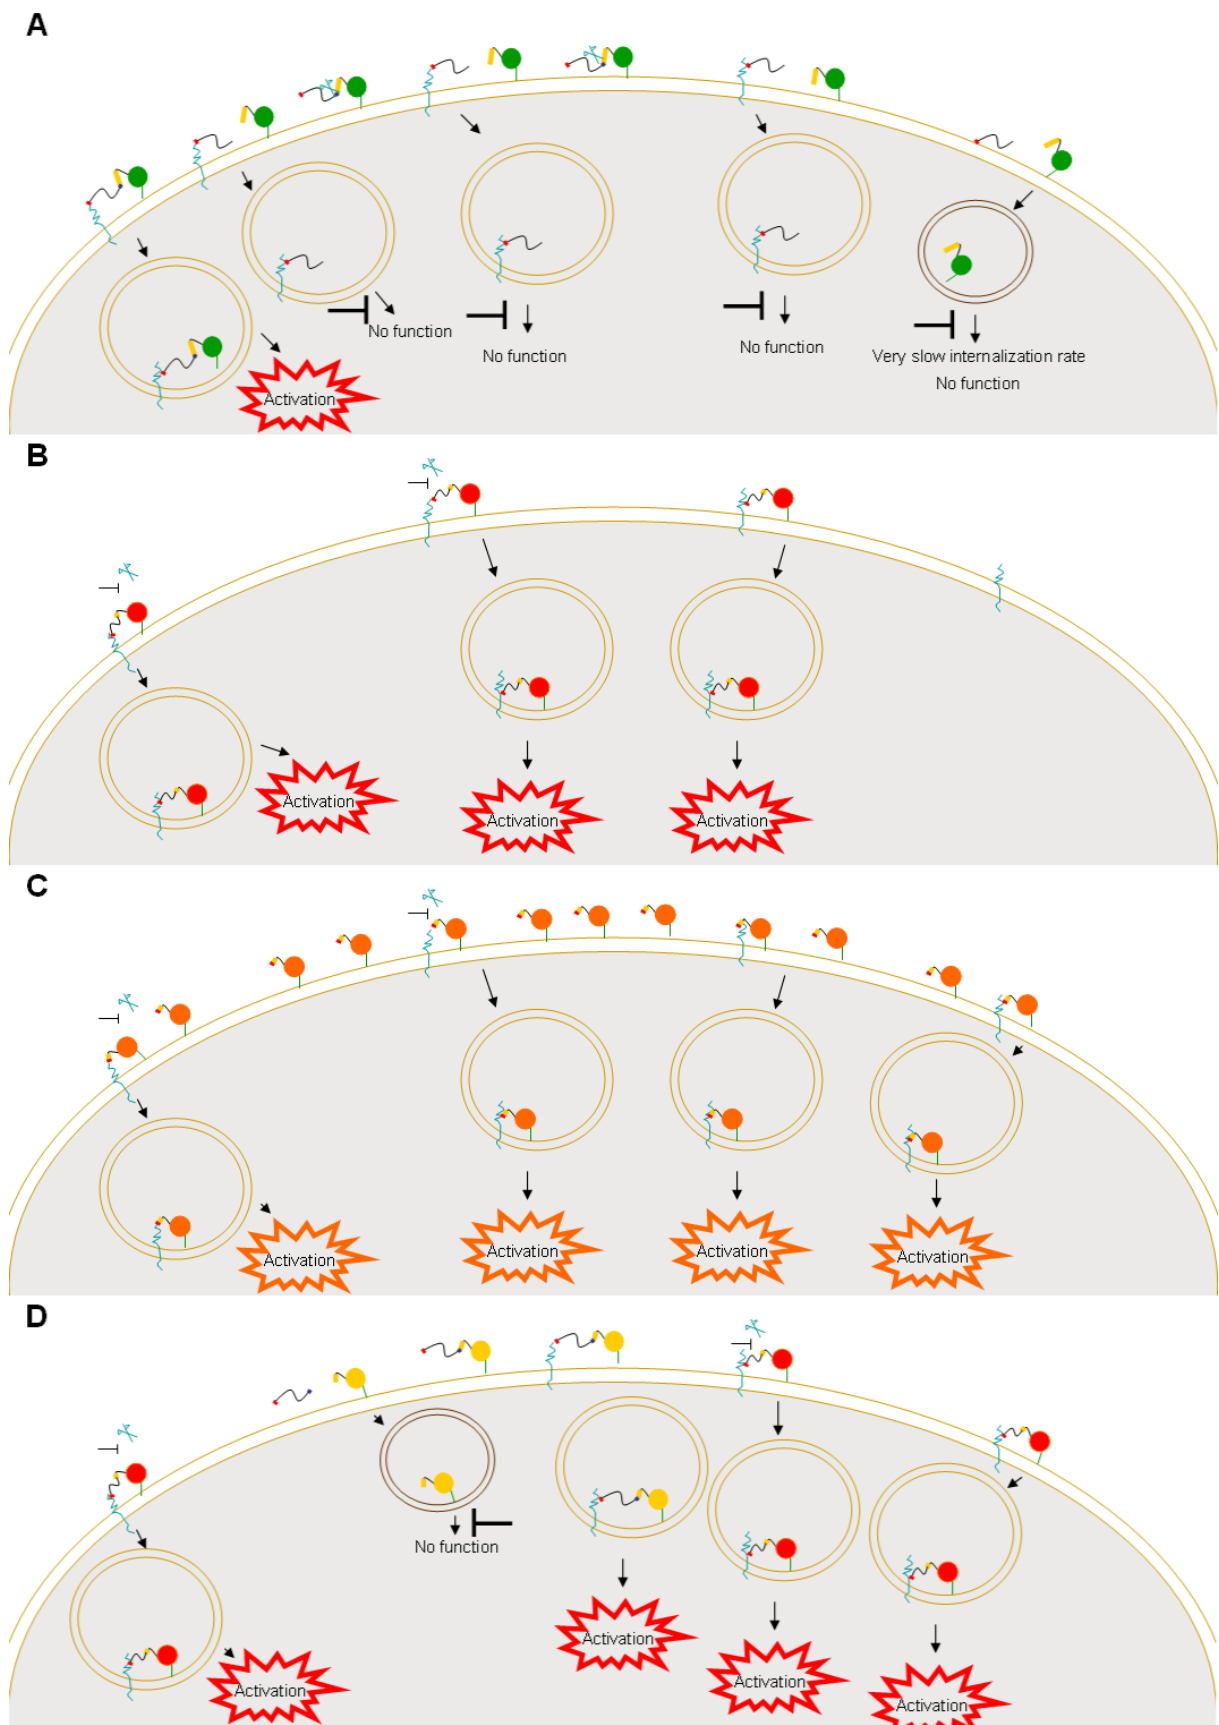 A
No function
No function
No function
Very slow internalization rate
No function
Activation
B
Activation
Activation
Activation
C
Activation
Activation
Activation
Activation
D
No function
Activation
Activation
Activation
Activation